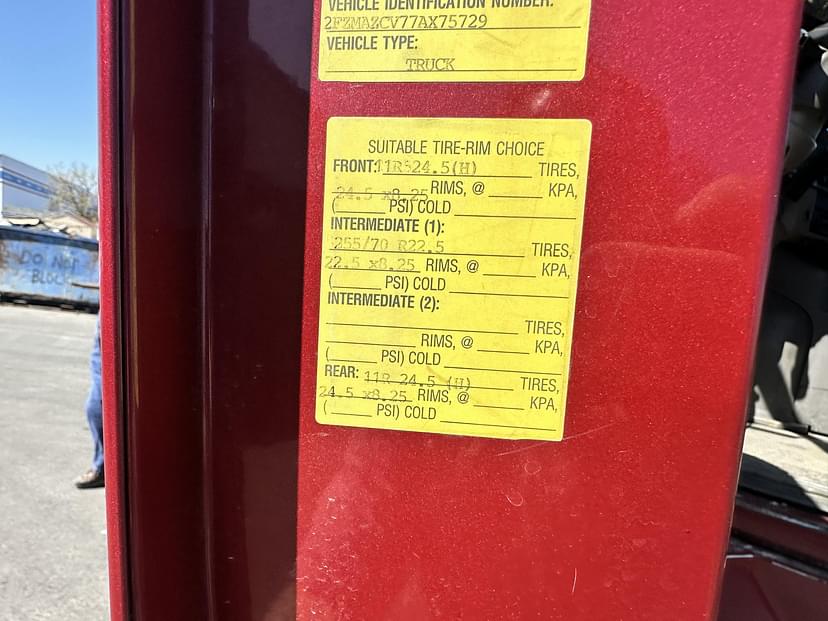 VEHICLE IDENTIFICATION NUMBER:
2FZMAZCV77AX75729
VEHICLE TYPE:
TRUCK
SUITABLE TIRE-RIM CHOICE
FRONT: 11R 24.5(H) TIRES,
24.5 x8.25 RIMS, @ KPA,
( PSI) COLD
INTERMEDIATE (1):
255/70 R22.5 TIRES,
22.5 x8.25 RIMS, @ KPA,
( PSI) COLD
INTERMEDIATE (2):
TIRES,
RIMS, @ KPA,
( PSI) COLD
REAR: 11R 24.5 (H) TIRES,
24.5 x8.25 RIMS, @ KPA,
( PSI) COLD
DO NOT
BLOCK